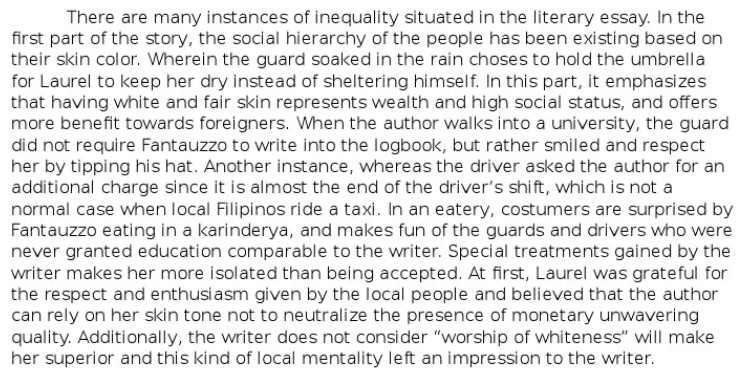 There are many instances of inequality situated in the literary essay. In the
first part of the story, the social hierarchy of the people has been existing based on
their skin color. Wherein the guard soaked in the rain choses to hold the umbrella
for Laurel to keep her dry instead of sheltering himself. In this part, it emphasizes
that having white and fair skin represents wealth and high social status, and offers
more benefit towards foreigners. When the author walks into a university, the guard
did not require Fantauzzo to write into the logbook, but rather smiled and respect
her by tipping his hat. Another instance, whereas the driver asked the author for an
additional charge since it is almost the end of the driver’s shift, which is not a
normal case when local Filipinos ride a taxi. In an eatery, costumers are surprised by
Fantauzzo eating in a karinderya, and makes fun of the guards and drivers who were
never granted education comparable to the writer. Special treatments gained by the
writer makes her more isolated than being accepted. At first, Laurel was grateful for
the respect and enthusiasm given by the local people and believed that the author
can rely on her skin tone not to neutralize the presence of monetary unwavering
quality. Additionally, the writer does not consider “worship of whiteness” will make
her superior and this kind of local mentality left an impression to the writer.